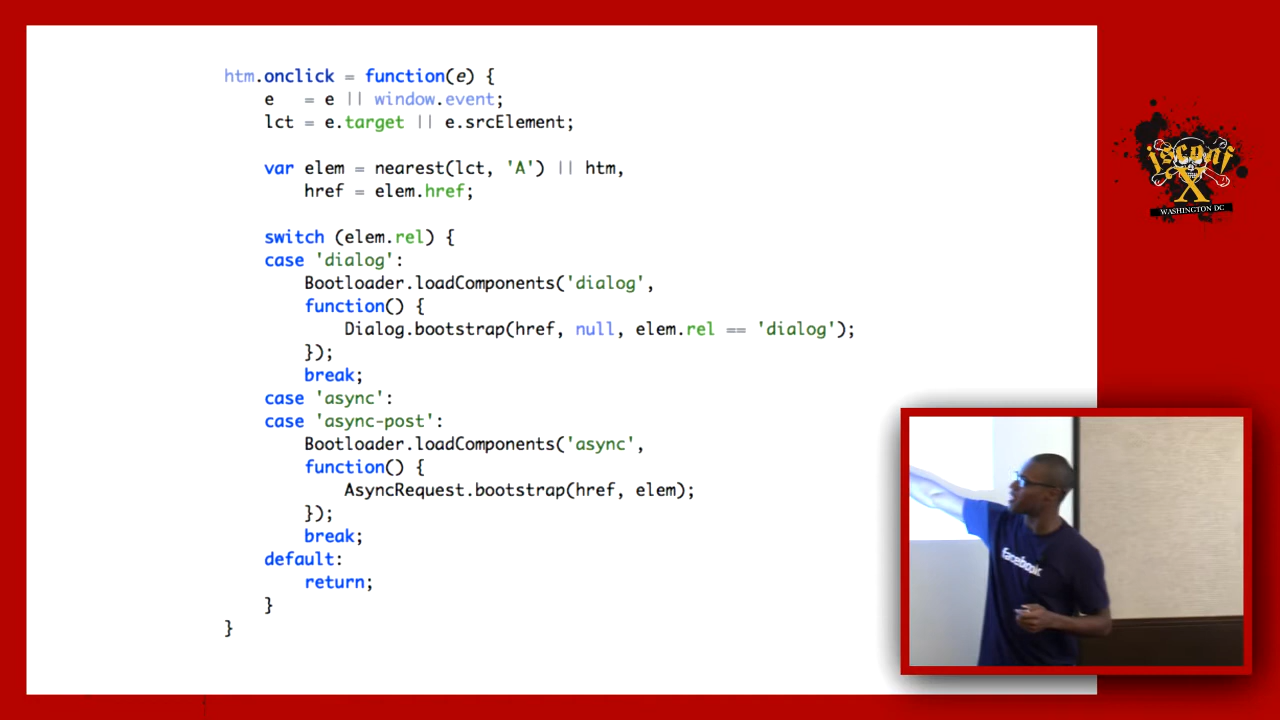 htm.onclick = function(e) {
e = e || window.event;
lct = e.target || e.srcElement;
var elem = nearest(lct, 'A') || htm,
href = elem.href;
switch (elem.rel) {
case 'dialog':
Bootloader.loadComponents('dialog',
function() {
Dialog.bootstrap(href, null, elem.rel == 'dialog');
});
break;
case 'async':
case 'async-post':
Bootloader.loadComponents('async',
function() {
AsyncRequest.bootstrap(href, elem);
});
break;
default:
return;
}
}
jsconf
X
WASHINGTON DC
facebook